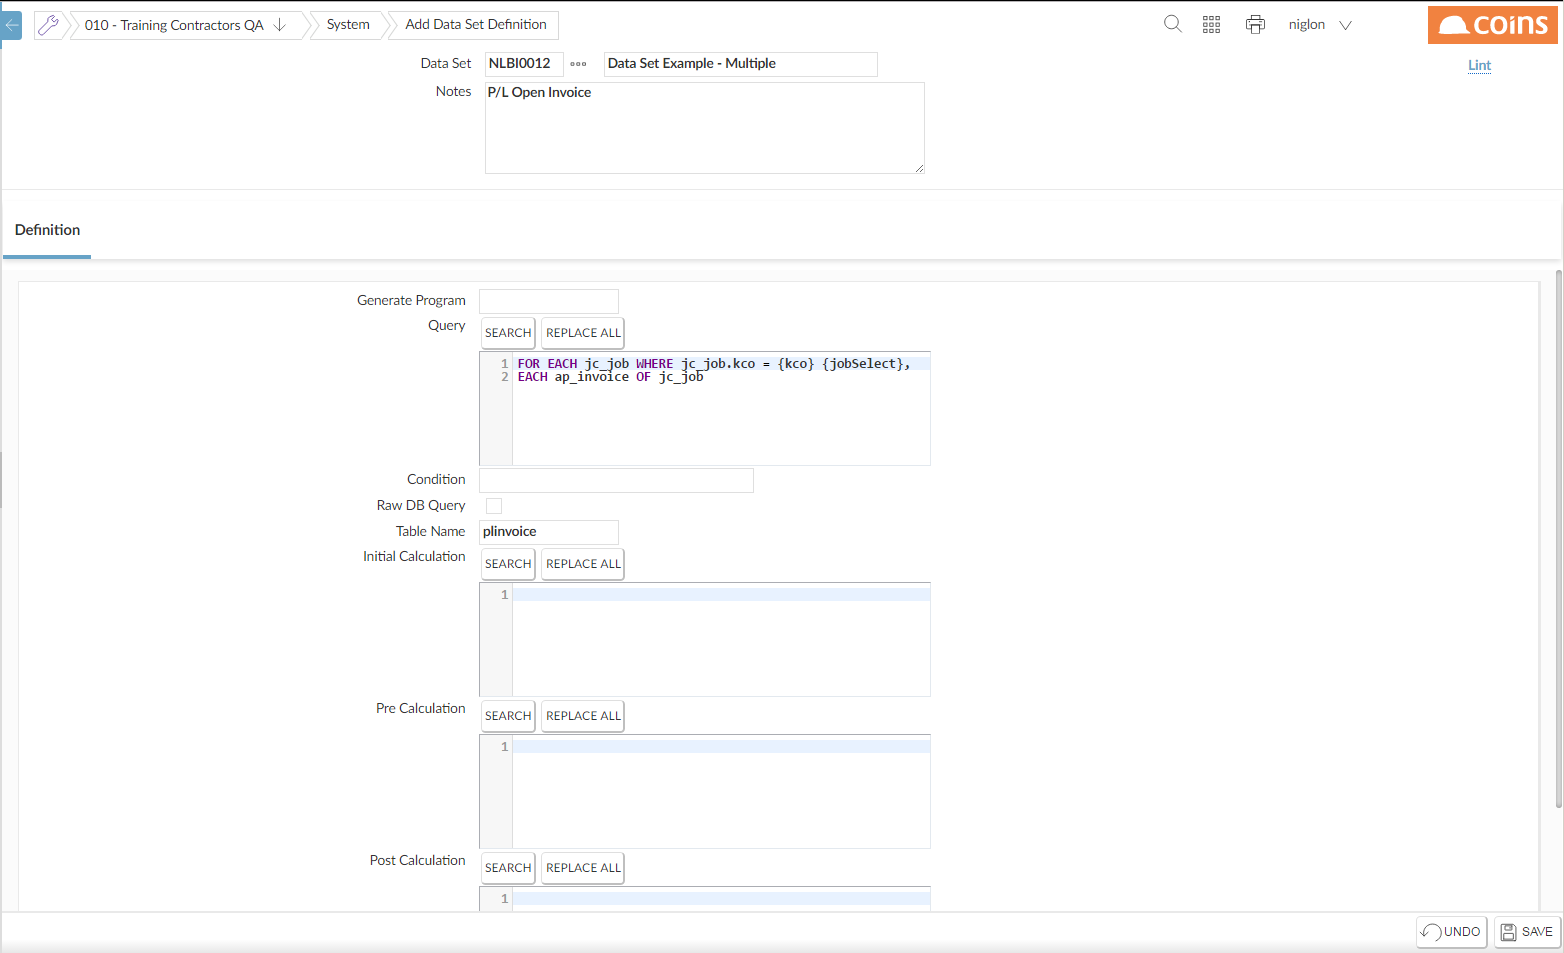 010 - Training Contractors QA
System
Add Data Set Definition
niglon
coins
Data Set NLBI0012 Data Set Example - Multiple
Lint
Notes P/L Open Invoice
Definition
Generate Program
Query SEARCH REPLACE ALL
1 FOR EACH jc_job WHERE jc_job.kco = {kco} {jobSelect},
2 EACH ap_invoice OF jc_job
Condition
Raw DB Query
Table Name plinvoice
Initial Calculation SEARCH REPLACE ALL
1
Pre Calculation SEARCH REPLACE ALL
1
Post Calculation SEARCH REPLACE ALL
1
UNDO SAVE